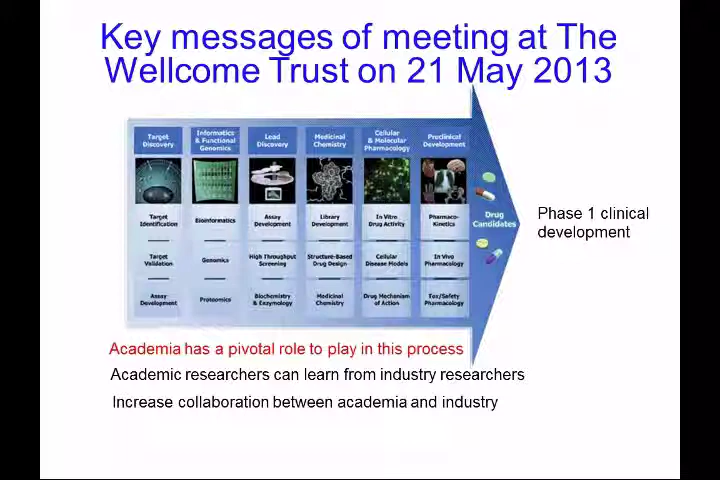 Key messages of meeting at The
Wellcome Trust on 21 May 2013
Target
Discovery
Informatics
& Functional
Genomics
Lead
Discovery
Medicinal
Chemistry
Cellular
& Molecular
Pharmacology
Preclinical
Development
Target
Identification
Bioinformatics
Assay
Development
Library
Development
In Vitro
Drug Activity
Pharmaco-
Kinetics
Drug
Candidates
Phase 1 clinical
development
Target
Validation
Genomics
High Throughput
Screening
Structure-Based
Drug Design
Cellular
Disease Models
In Vivo
Pharmacology
Assay
Development
Proteomics
Biochemistry
& Enzymology
Medicinal
Chemistry
Drug Mechanism
of Action
Tox/Safety
Pharmacology
Academia has a pivotal role to play in this process
Academic researchers can learn from industry researchers
Increase collaboration between academia and industry